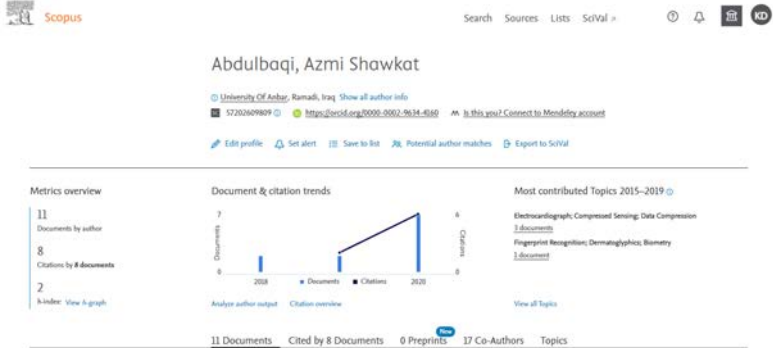 Scopus
Search Sources Lists SciVal
KD
Abdulbaqi, Azmi Shawkat
University Of Anbar, Ramadi, Iraq Show all author info
57202609809 https://orcid.org/0000-0002-9634-4160 Is this you? Connect to Mendeley account
Edit profile Set alert Save to list Potential author matches Export to SciVal
Metrics overview
11
Documents by author
8
Citations by 8 documents
2
h-index: View h-graph
Document & citation trends
7
6
Documents
Citations
0
0
2018
2020
Documents Citations
Analyze author output Citation overview
Most contributed Topics 2015–2019
Electrocardiograph; Compressed Sensing; Data Compression
3 documents
Fingerprint Recognition; Dermatoglyphics; Biometry
1 document
View all Topics
New
11 Documents Cited by 8 Documents 0 Preprints 17 Co-Authors Topics